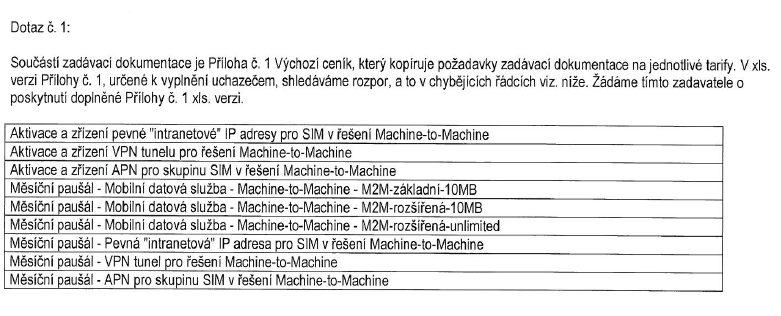 Dotaz č. 1:
Součástí zadávací dokumentace je Příloha č. 1 Výchozí ceník, který kopíruje požadavky zadávací dokumentace na jednotlivé tarify. V xls.
verzi Přílohy č. 1, určené k vyplnění uchazečem, shledáváme rozpor, a to v chybějících řádcích viz. níže. Žádáme tímto zadavatele o
poskytnutí doplněné Přílohy č. 1 xls. verzi.
Aktivace a zřízení pevné "intranetové" IP adresy pro SIM v řešení Machine-to-Machine
Aktivace a zřízení VPN tunelu pro řešení Machine-to-Machine
Aktivace a zřízení APN pro skupinu SIM v řešení Machine-to-Machine
Měsíční paušál - Mobilní datová služba - Machine-to-Machine - M2M-základní-10MB
Měsíční paušál - Mobilní datová služba - Machine-to-Machine - M2M-rozšířená-10MB
Měsíční paušál - Mobilní datová služba - Machine-to-Machine - M2M-rozšířená-unlimited
Měsíční paušál - Pevná "intranetová" IP adresa pro SIM v řešení Machine-to-Machine
Měsíční paušál - VPN tunel pro řešení Machine-to-Machine
Měsíční paušál - APN pro skupinu SIM v řešení Machine-to-Machine